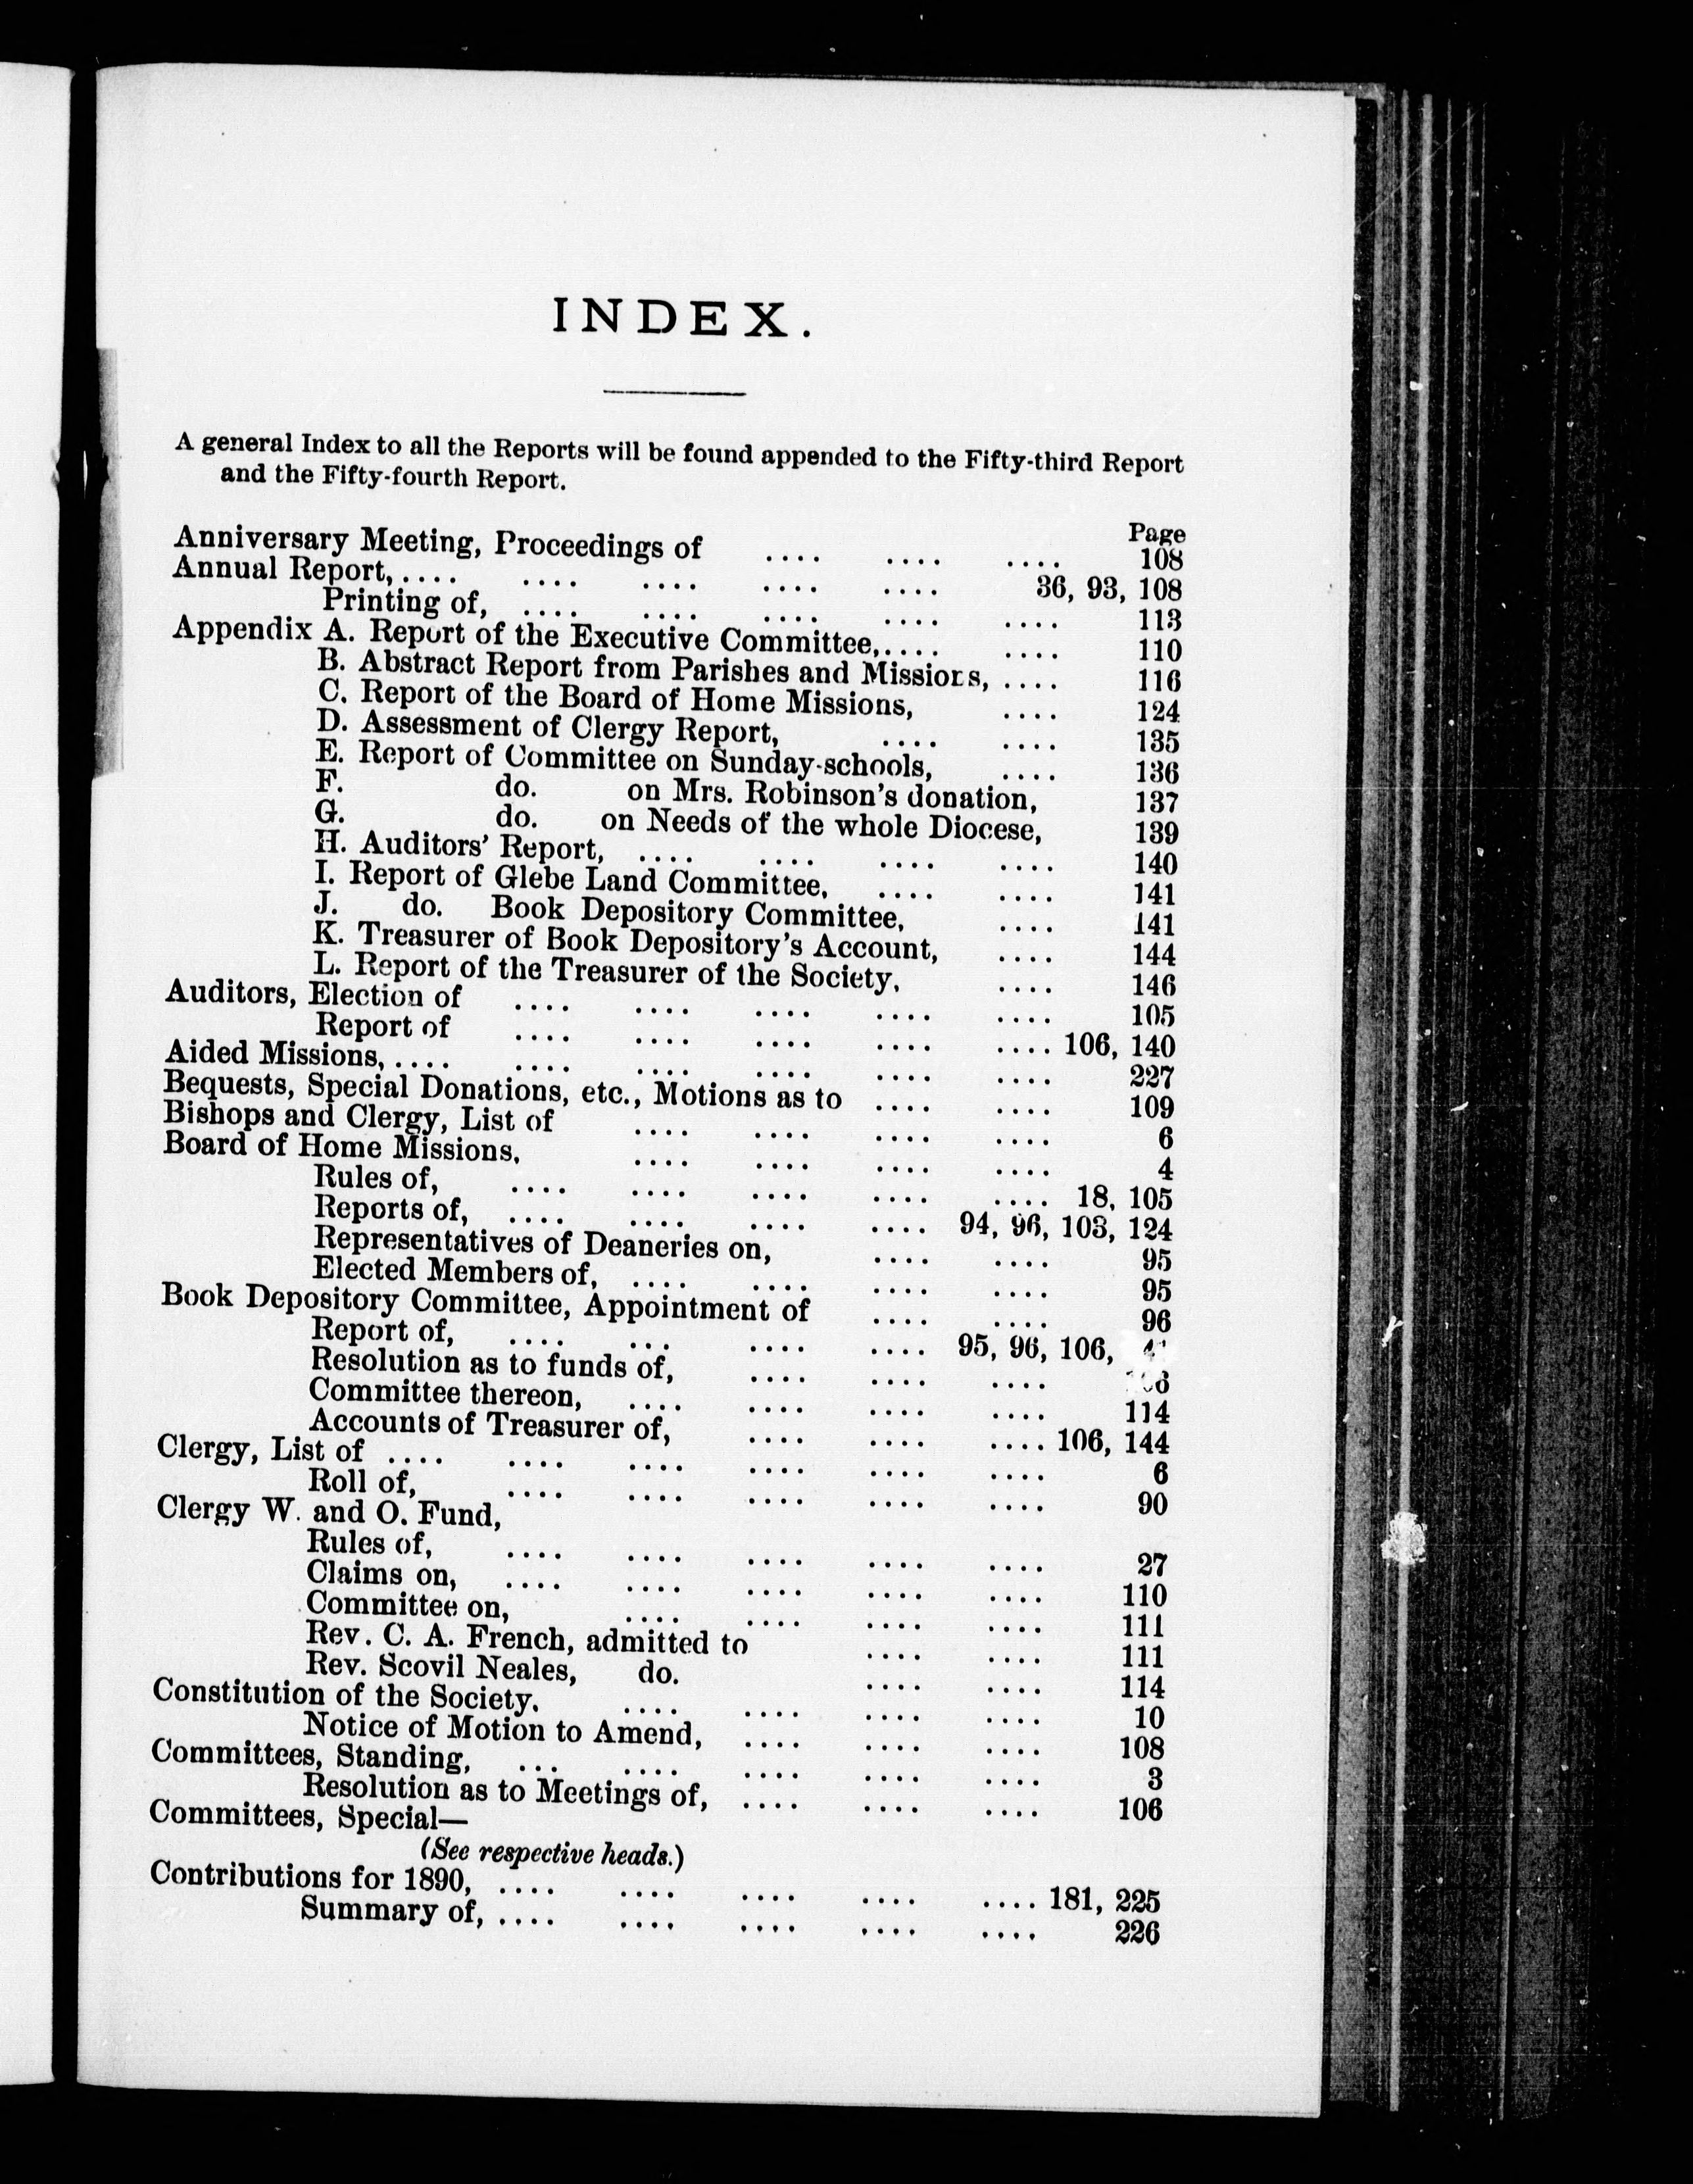 INDEX.
A general Index to all the Reports will be found appended to the Fifty-third Report
and the Fifty-fourth Report.
Page
Anniversary Meeting, Proceedings of .... .... .... 108
Annual Report, .... .... .... .... .... 36, 93, 108
Printing of, .... .... .... .... .... 113
Appendix A. Report of the Executive Committee, .... .... 110
B. Abstract Report from Parishes and Missions, .... 116
C. Report of the Board of Home Missions, .... 124
D. Assessment of Clergy Report, .... .... 135
E. Report of Committee on Sunday-schools, .... 136
F. do. on Mrs. Robinson's donation, 137
G. do. on Needs of the whole Diocese, 139
H. Auditors' Report, .... .... .... .... 140
I. Report of Glebe Land Committee, .... .... 141
J. do. Book Depository Committee, .... 141
K. Treasurer of Book Depository's Account, .... 144
L. Report of the Treasurer of the Society, .... 146
Auditors, Election of .... .... .... .... .... 105
Report of .... .... .... .... .... 106, 140
Aided Missions, .... .... .... .... .... .... 227
Bequests, Special Donations, etc., Motions as to .... .... 109
Bishops and Clergy, List of .... .... .... .... 6
Board of Home Missions, .... .... .... .... 4
Rules of, .... .... .... .... .... 18, 105
Reports of, .... .... .... .... 94, 96, 103, 124
Representatives of Deaneries on, .... .... 95
Elected Members of, .... .... .... .... 95
Book Depository Committee, Appointment of .... .... 96
Report of, .... ... .... .... 95, 96, 106,
Resolution as to funds of, .... .... ....
Committee thereon, .... .... .... .... 114
Accounts of Treasurer of, .... .... .... 106, 144
Clergy, List of .... .... .... .... .... .... 6
Roll of, .... .... .... .... .... 90
Clergy W. and O. Fund,
Rules of, .... .... .... .... .... 27
Claims on, .... .... .... .... .... 110
Committee on, .... .... .... .... 111
Rev. C. A. French, admitted to .... .... 111
Rev. Scovil Neales, do. .... .... 114
Constitution of the Society, .... .... .... .... 10
Notice of Motion to Amend, .... .... .... 108
Committees, Standing, ... .... .... .... .... 3
Resolution as to Meetings of, .... .... .... 106
Committees, Special—
(See respective heads.)
Contributions for 1890, .... .... .... .... .... 181, 225
Summary of, .... .... .... .... .... 226